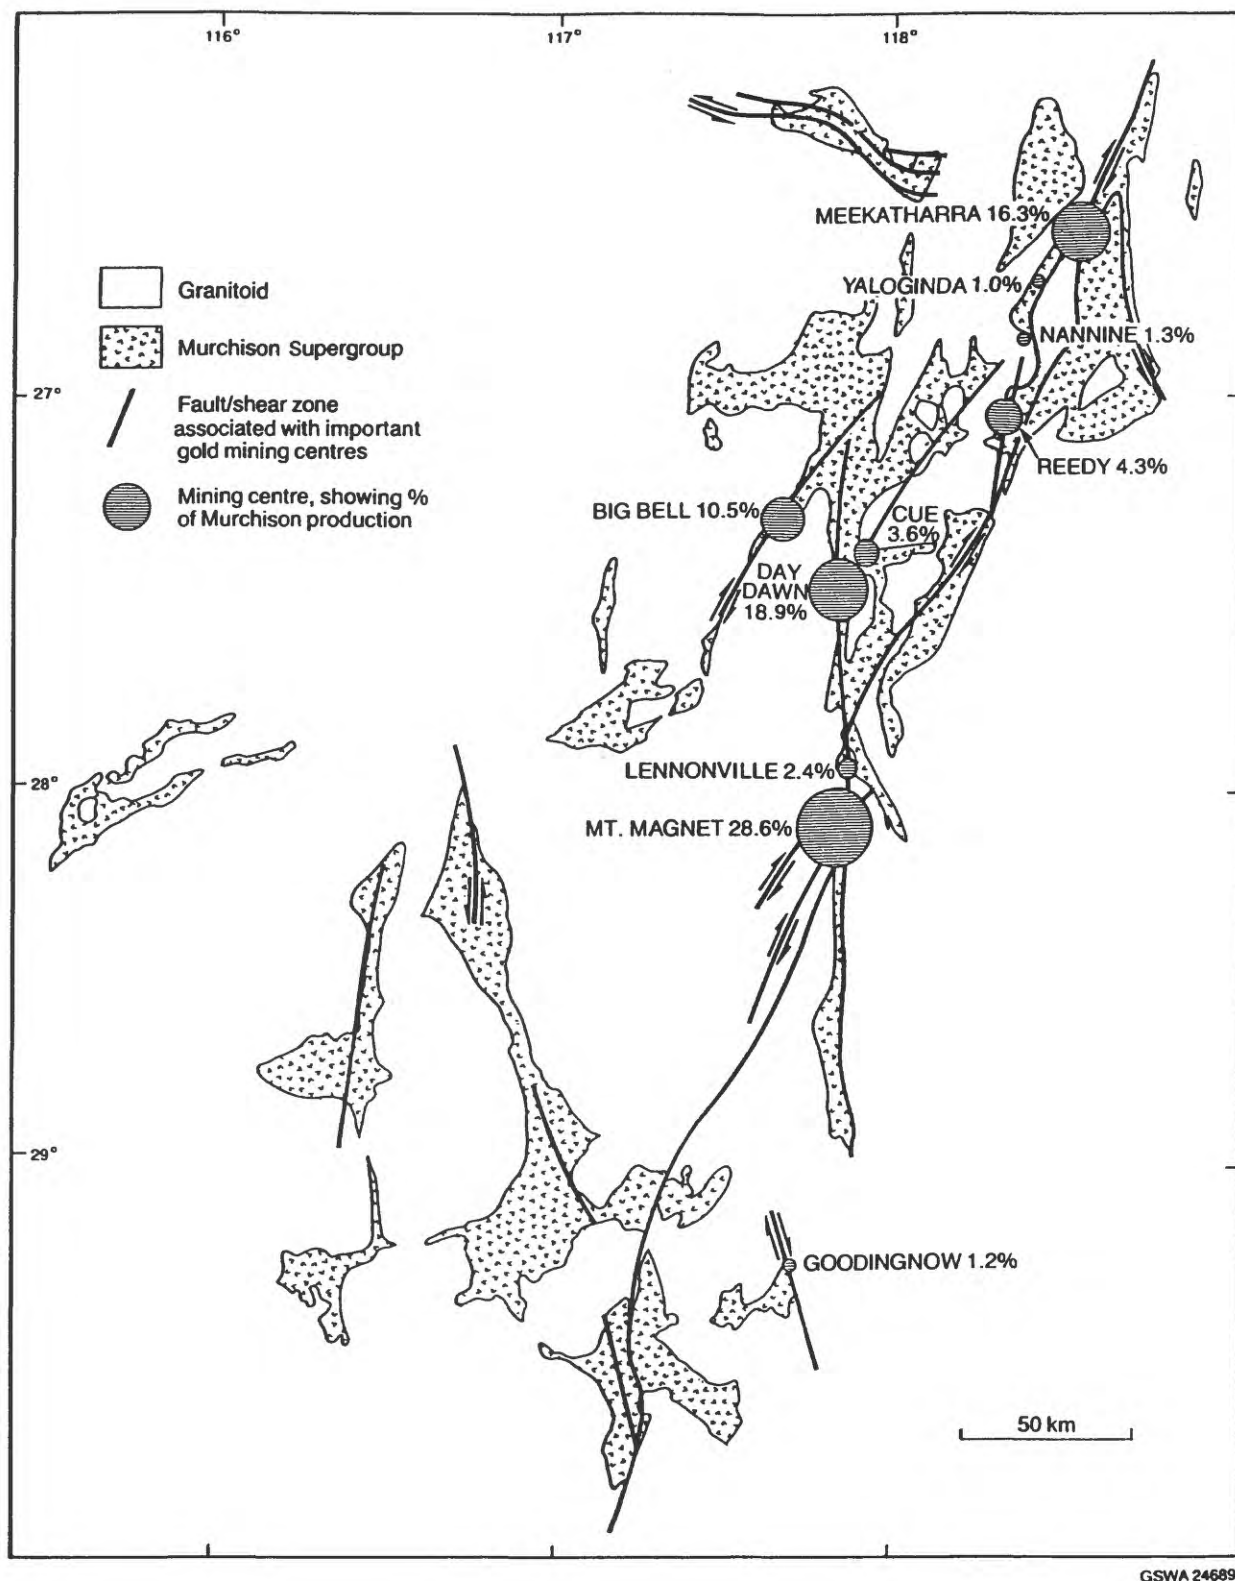 116°
117°
118°
MEEKATHARRA 16.3%
YALOGINDA 1.0%
Granitoid
NANNINE 1.3%
Murchison Supergroup
27°
Fault/shear zone
associated with important
gold mining centres
REEDY 4.3%
Mining centre, showing %
of Murchison production
BIG BELL 10.5%
CUE
3.6%
DAY
DAWN
18.9%
28°
LENNONVILLE 2.4%
MT. MAGNET 28.6%
29°
GOODINGNOW 1.2%
50 km
GSWA 24689